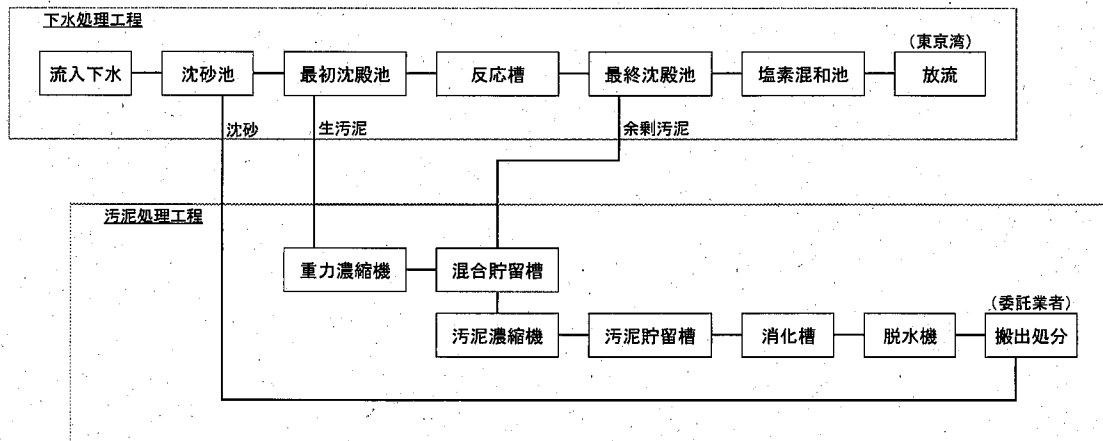 下水処理工程
(東京湾)
流入下水
沈砂池
最初沈殿池
反応槽
最終沈殿池
塩素混和池
放流
沈砂
生汚泥
余剰汚泥
汚泥処理工程
重力濃縮機
混合貯留槽
(委託業者)
汚泥濃縮機
汚泥貯留槽
消化槽
脱水機
搬出処分